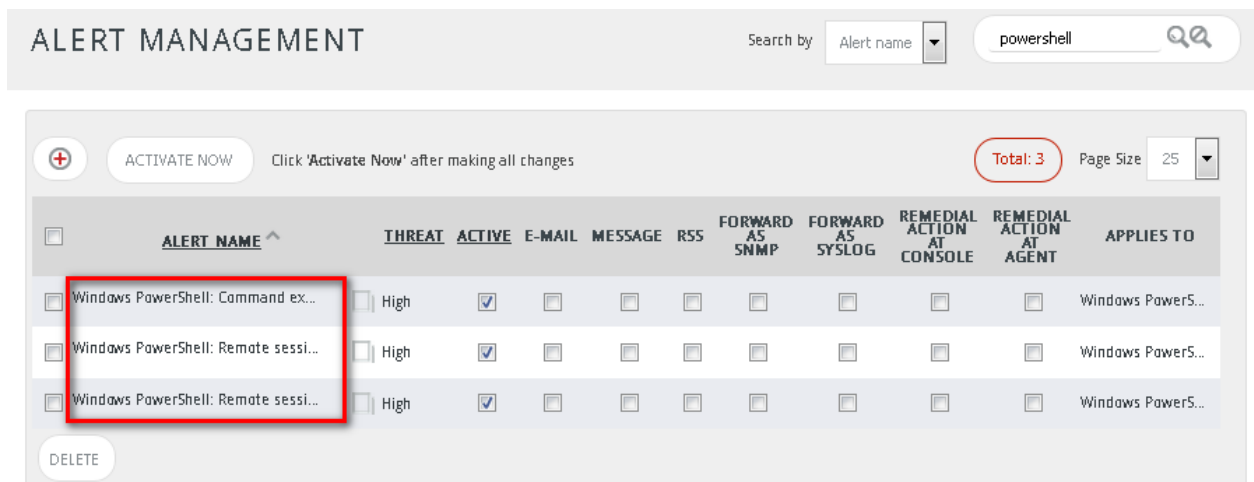 ALERT MANAGEMENT
Search by Alert name powershell
ACTIVATE NOW Click 'Activate Now' after making all changes Total: 3 Page Size 25
ALERT NAME THREAT ACTIVE E-MAIL MESSAGE RSS FORWARD AS SNMP FORWARD AS SYSLOG REMEDIAL ACTION AT CONSOLE REMEDIAL ACTION AT AGENT APPLIES TO
Windows PowerShell: Command ex... High Windows PowerS...
Windows PowerShell: Remote sessi... High Windows PowerS...
Windows PowerShell: Remote sessi... High Windows PowerS...
DELETE